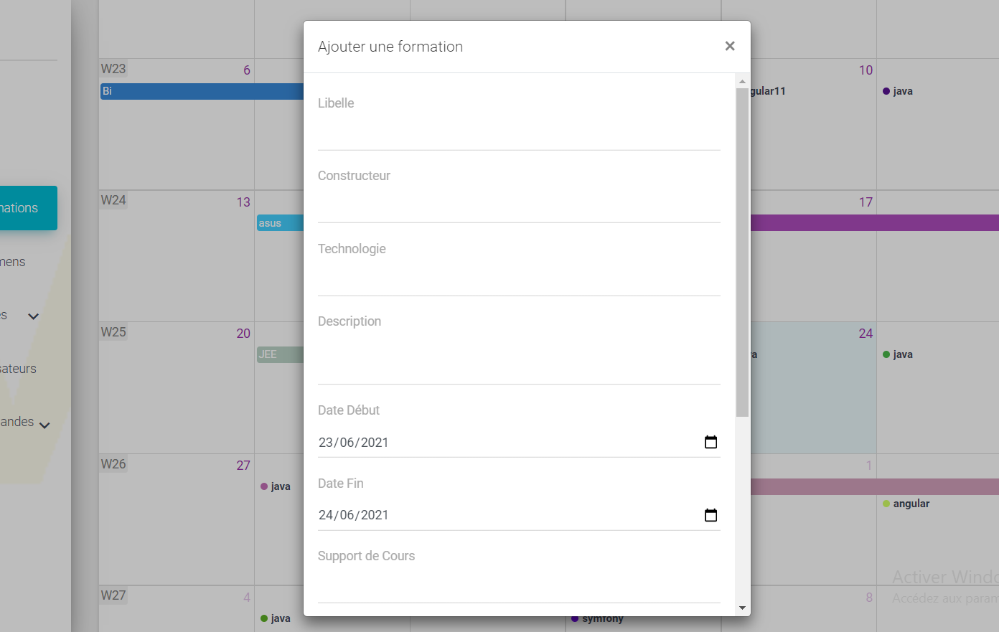 Ajouter une formation ×
W23 6 10
Bi gular11 java
Libelle
Constructeur
W24 13 17
nations
asus
Technologie
mens
Description
W25 20 24
JEE java
sateurs
Date Début
andes
23/06/2021
W26 27 1
Date Fin
java
angular
24/06/2021
Support de Cours
Activer Windo
Accédez aux param
W27 4 8
java symfony